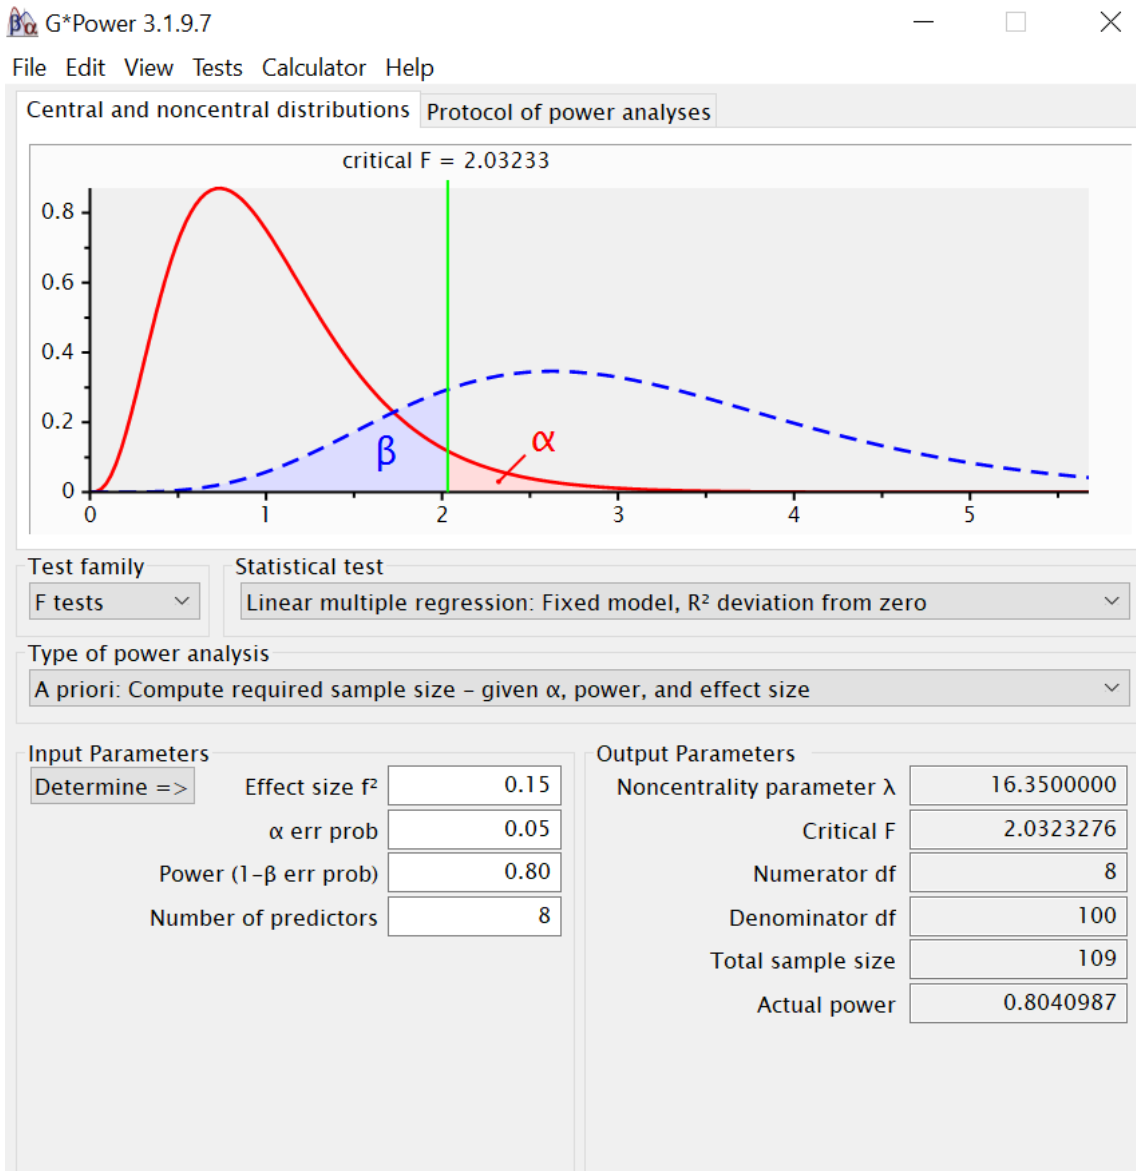 G*Power 3.1.9.7
File Edit View Tests Calculator Help
Central and noncentral distributions Protocol of power analyses
critical F = 2.03233
0.8
0.6
0.4
0.2
0
β
α
0 1 2 3 4 5
Test family Statistical test
F tests Linear multiple regression: Fixed model, R² deviation from zero
Type of power analysis
A priori: Compute required sample size – given α, power, and effect size
Input Parameters Output Parameters
Determine => Effect size f² 0.15 Noncentrality parameter λ 16.3500000
α err prob 0.05 Critical F 2.0323276
Power (1–β err prob) 0.80 Numerator df 8
Number of predictors 8 Denominator df 100
Total sample size 109
Actual power 0.8040987